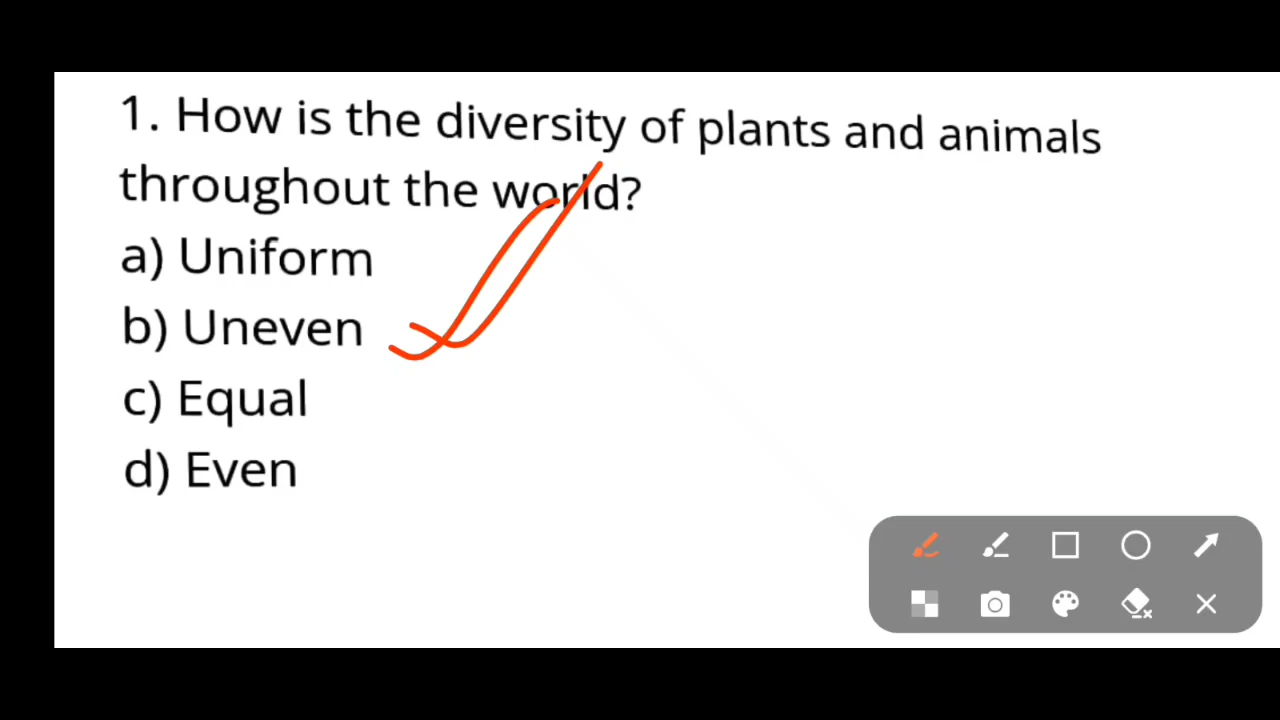 1. How is the diversity of plants and animals
throughout the world?
a) Uniform
b) Uneven
c) Equal
d) Even